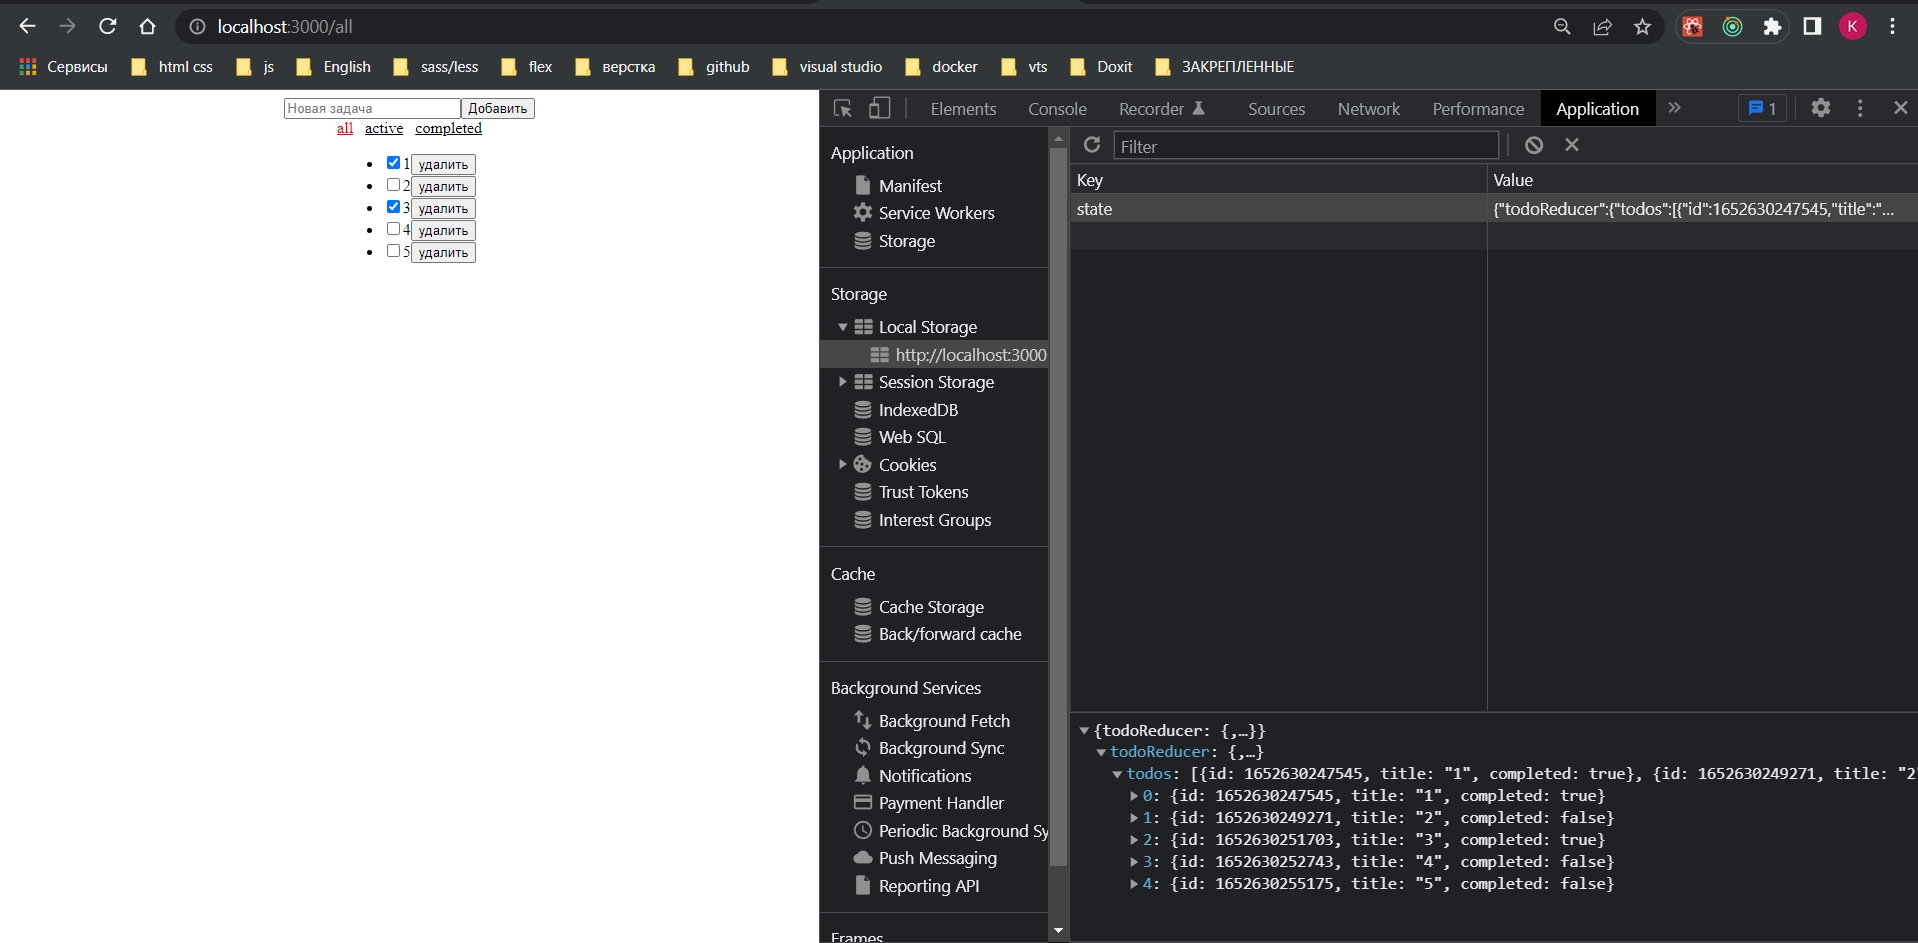 localhost:3000/all
K
Сервисы html css js English sass/less flex верстка github visual studio docker vts Doxit ЗАКРЕПЛЕННЫЕ
Новая задача Добавить
all active completed
1 удалить
2 удалить
3 удалить
4 удалить
5 удалить
Elements Console Recorder Sources Network Performance Application 1
Application
Manifest
Service Workers
Storage
Storage
Local Storage
http://localhost:3000
Session Storage
IndexedDB
Web SQL
Cookies
Trust Tokens
Interest Groups
Cache
Cache Storage
Back/forward cache
Background Services
Background Fetch
Background Sync
Notifications
Payment Handler
Periodic Background Sy
Push Messaging
Reporting API
Frames
Filter
Key Value
state {"todoReducer":{"todos":[{"id":1652630247545,"title":"...
{todoReducer: {,…}}
todoReducer: {,…}
todos: [{id: 1652630247545, title: "1", completed: true}, {id: 1652630249271, title: "2
0: {id: 1652630247545, title: "1", completed: true}
1: {id: 1652630249271, title: "2", completed: false}
2: {id: 1652630251703, title: "3", completed: true}
3: {id: 1652630252743, title: "4", completed: false}
4: {id: 1652630255175, title: "5", completed: false}